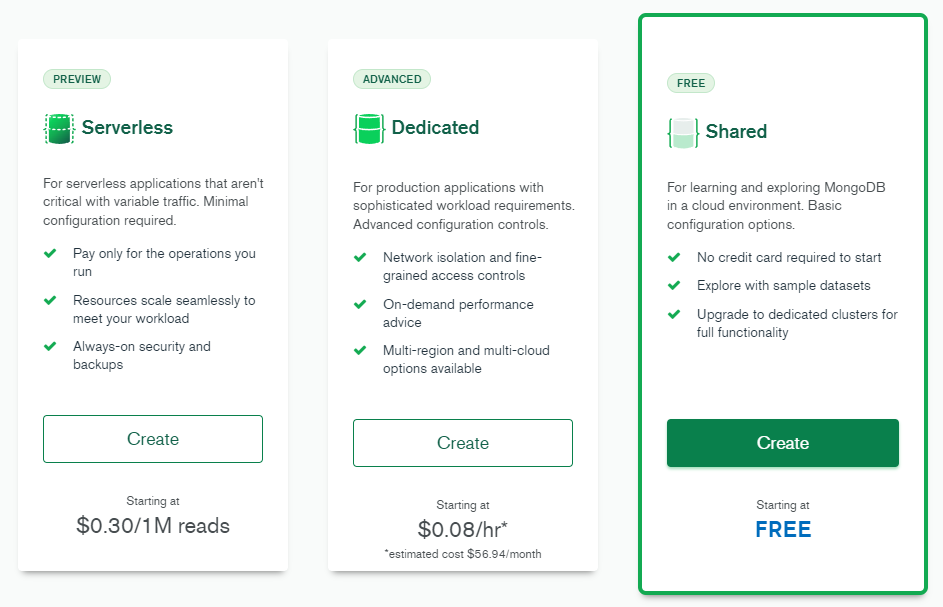 PREVIEW
Serverless
For serverless applications that aren't
critical with variable traffic. Minimal
configuration required.
Pay only for the operations you
run
Resources scale seamlessly to
meet your workload
Always-on security and
backups
Create
Starting at
$0.30/1M reads
ADVANCED
Dedicated
For production applications with
sophisticated workload requirements.
Advanced configuration controls.
Network isolation and fine-
grained access controls
On-demand performance
advice
Multi-region and multi-cloud
options available
Create
Starting at
$0.08/hr*
*estimated cost $56.94/month
FREE
Shared
For learning and exploring MongoDB
in a cloud environment. Basic
configuration options.
No credit card required to start
Explore with sample datasets
Upgrade to dedicated clusters for
full functionality
Create
Starting at
FREE